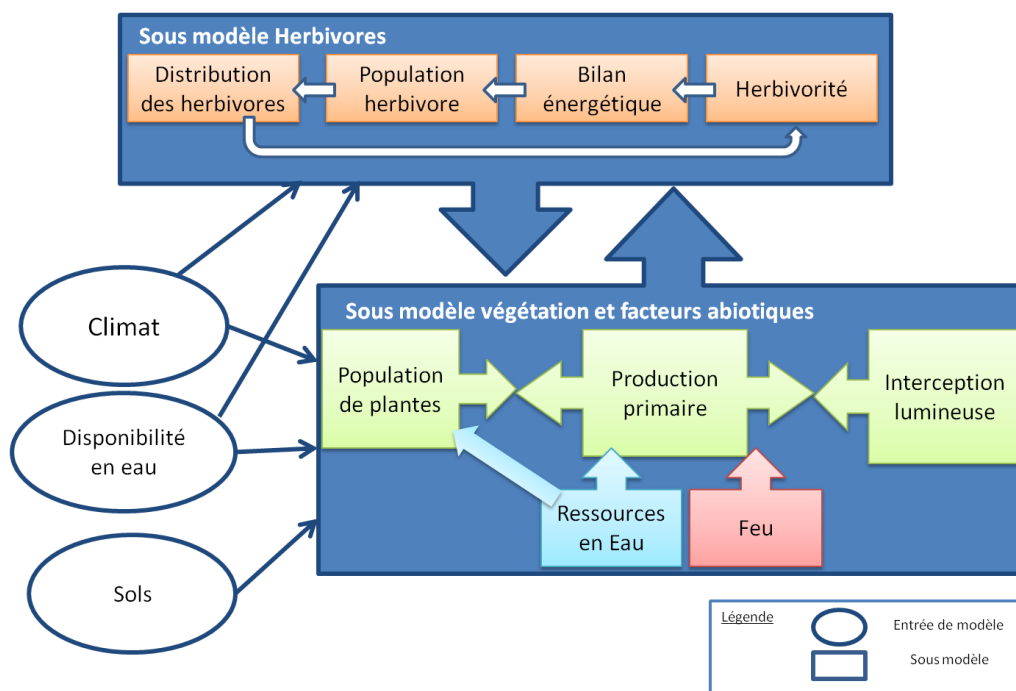 Sous modèle Herbivores
Distribution
des herbivores
Population
herbivore
Bilan
énergétique
Herbivorité
Climat
Disponibilité
en eau
Sols
Sous modèle végétation et facteurs abiotiques
Population
de plantes
Production
primaire
Interception
lumineuse
Ressources
en Eau
Feu
Légende
Entrée de modèle
Sous modèle